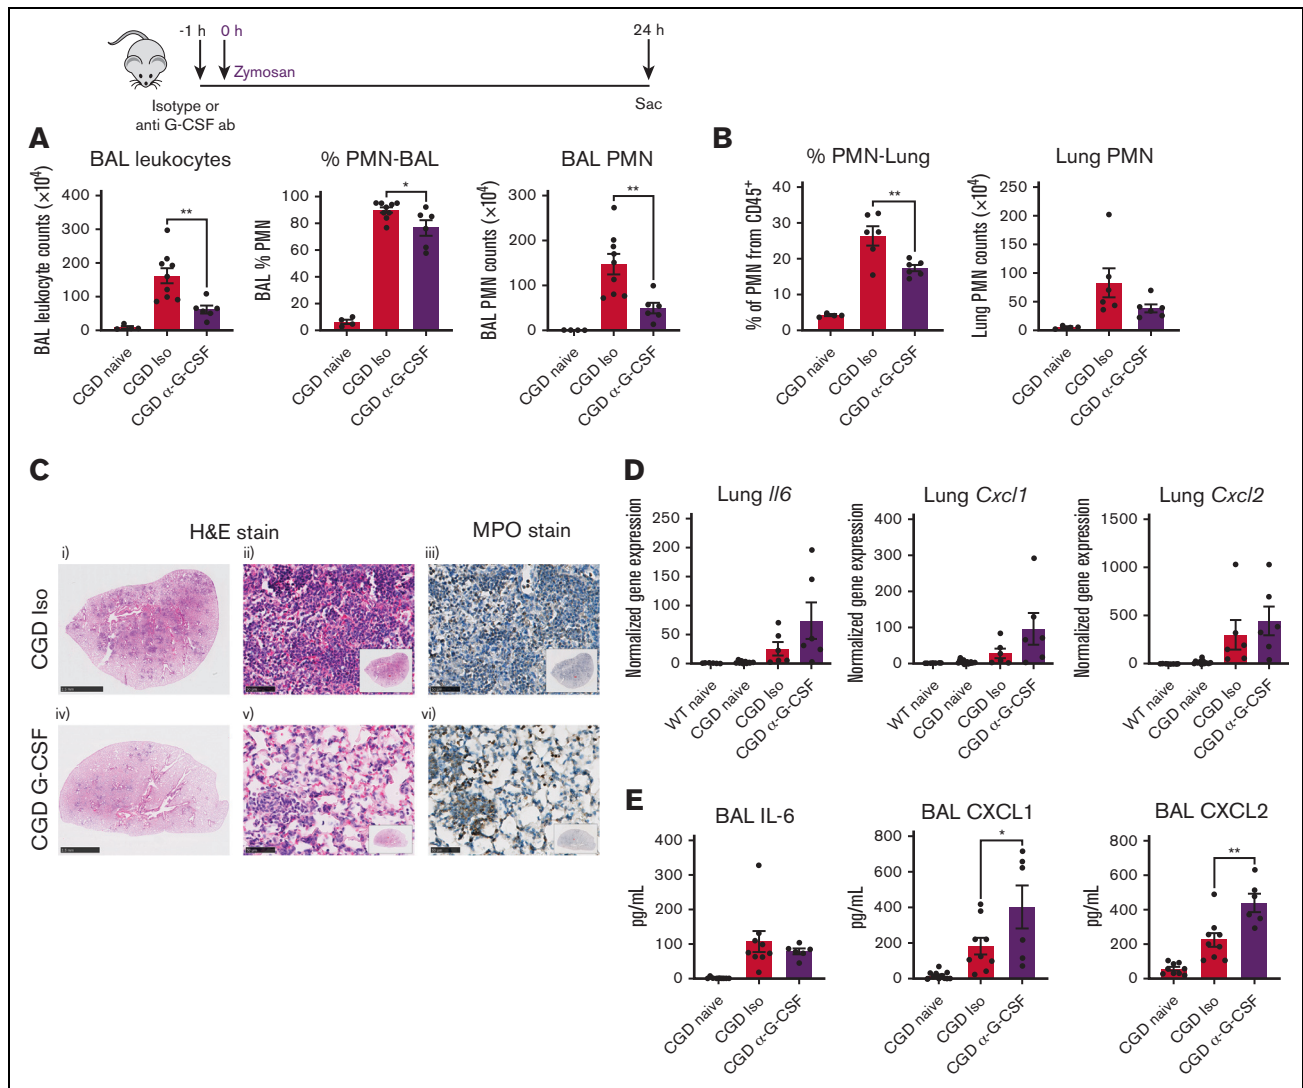 -1 h
0 h
24 h
Zymosan
Isotype or
anti G-CSF ab
Sac
A
BAL leukocytes
BAL leukocyte counts (×10⁴)
400
300
200
100
0
CGD naive
CGD Iso
CGD α-G-CSF
**
% PMN-BAL
BAL % PMN
100
80
60
40
20
0
CGD naive
CGD Iso
CGD α-G-CSF
*
BAL PMN
BAL PMN counts (×10⁴)
300
200
100
0
CGD naive
CGD Iso
CGD α-G-CSF
**
B
% PMN-Lung
% of PMN from CD45⁺
40
30
20
10
0
CGD naive
CGD Iso
CGD α-G-CSF
**
Lung PMN
Lung PMN counts (×10⁴)
250
200
150
100
50
0
CGD naive
CGD Iso
CGD α-G-CSF
C
H&E stain
MPO stain
CGD Iso
i)
ii)
iii)
CGD G-CSF
iv)
v)
vi)
D
Lung Il6
Normalized gene expression
250
200
150
100
50
0
WT naive
CGD naive
CGD Iso
CGD α-G-CSF
Lung Cxcl1
Normalized gene expression
400
300
200
100
0
WT naive
CGD naive
CGD Iso
CGD α-G-CSF
Lung Cxcl2
Normalized gene expression
1500
1000
500
0
WT naive
CGD naive
CGD Iso
CGD α-G-CSF
E
BAL IL-6
pg/mL
400
300
200
100
0
CGD naive
CGD Iso
CGD α-G-CSF
BAL CXCL1
pg/mL
800
600
400
200
0
CGD naive
CGD Iso
CGD α-G-CSF
*
BAL CXCL2
pg/mL
800
600
400
200
0
CGD naive
CGD Iso
CGD α-G-CSF
**